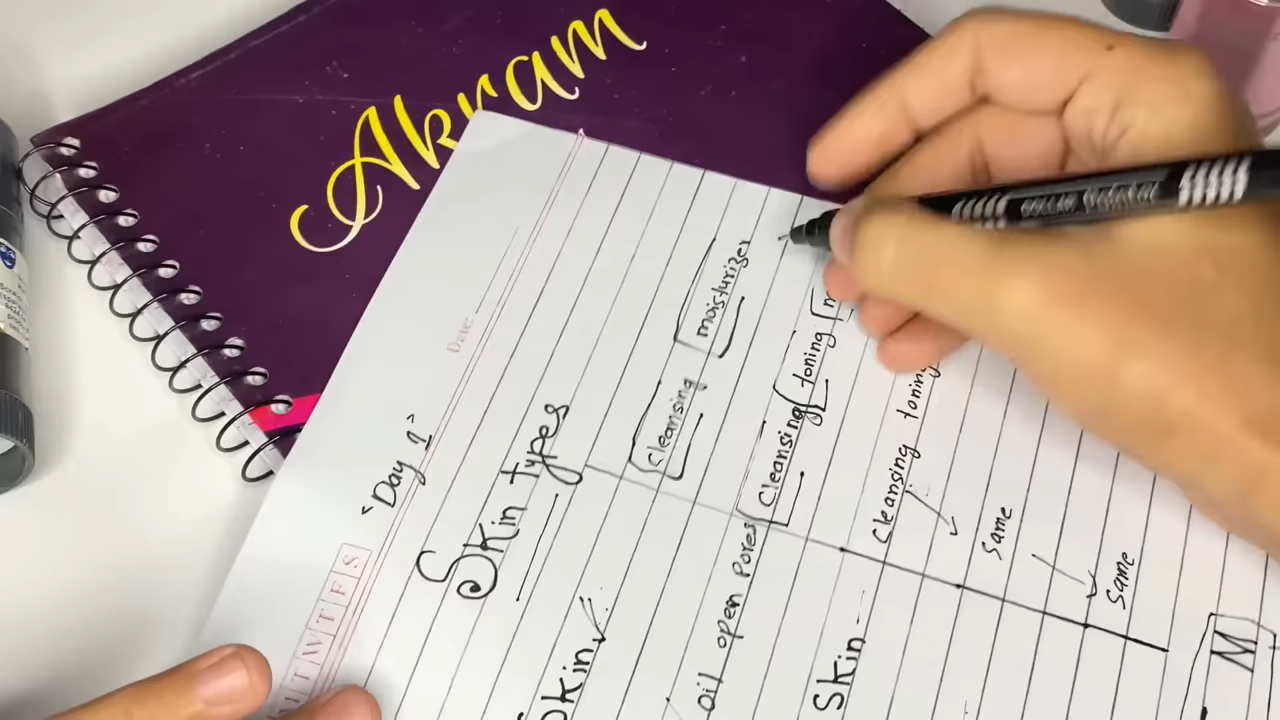 Akram
Date:
"Day 1"
T W T F S
Skin types
Skin
Cleansing moisturizer
oil open Pores Cleansing toning
Skin
Cleansing toning
Same
Same
M